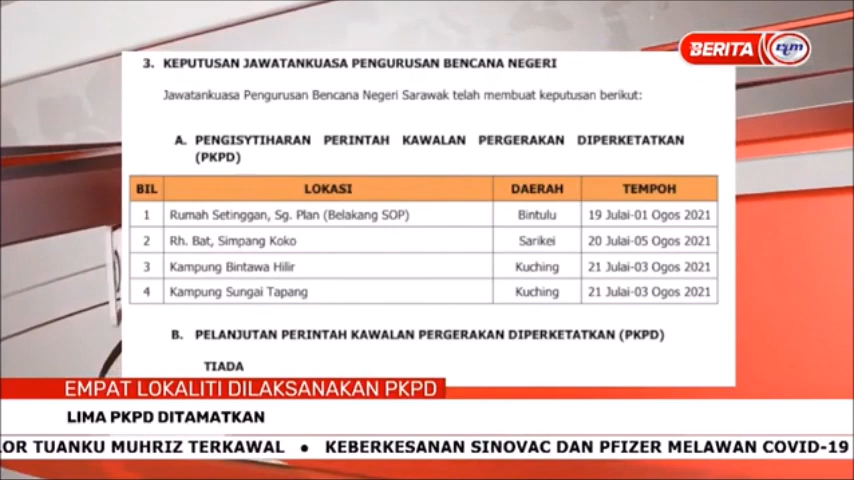 BERITA rtm
3. KEPUTUSAN JAWATANKUASA PENGURUSAN BENCANA NEGERI
Jawatankuasa Pengurusan Bencana Negeri Sarawak telah membuat keputusan berikut:
A. PENGISYTIHARAN PERINTAH KAWALAN PERGERAKAN DIPERKETATKAN
(PKPD)
BIL LOKASI DAERAH TEMPOH
1 Rumah Setinggan, Sg. Plan (Belakang SOP) Bintulu 19 Julai-01 Ogos 2021
2 Rh. Bat, Simpang Koko Sarikei 20 Julai-05 Ogos 2021
3 Kampung Bintawa Hilir Kuching 21 Julai-03 Ogos 2021
4 Kampung Sungai Tapang Kuching 21 Julai-03 Ogos 2021
B. PELANJUTAN PERINTAH KAWALAN PERGERAKAN DIPERKETATKAN (PKPD)
TIADA
EMPAT LOKALITI DILAKSANAKAN PKPD
LIMA PKPD DITAMATKAN
LOR TUANKU MUHRIZ TERKAWAL ● KEBERKESANAN SINOVAC DAN PFIZER MELAWAN COVID-19